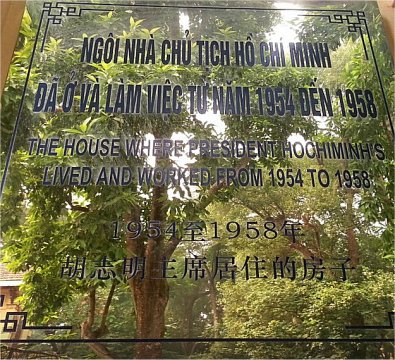 NGÔI NHÀ CHỦ TỊCH HỒ CHÍ MINH
ĐÃ Ở VÀ LÀM VIỆC TỪ NĂM 1954 ĐẾN 1958
THE HOUSE WHERE PRESIDENT HOCHIMINH'S
LIVED AND WORKED FROM 1954 TO 1958
1954至1958年
胡志明主席居住的房子